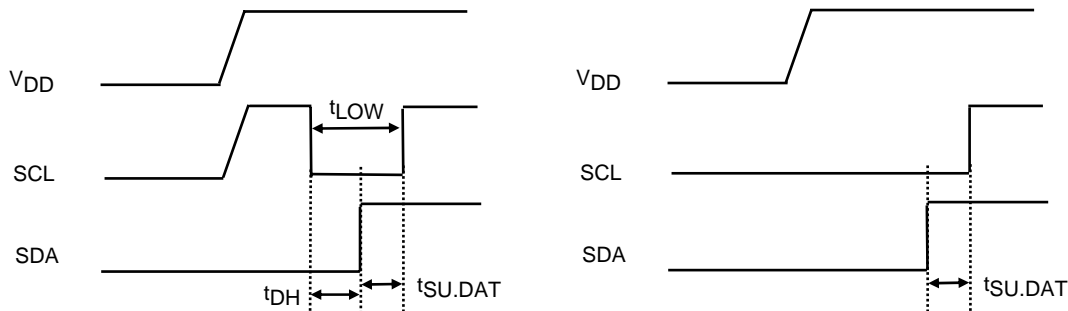 VDD
tLOW
SCL
SDA
tDH
tSU.DAT
VDD
SCL
SDA
tSU.DAT